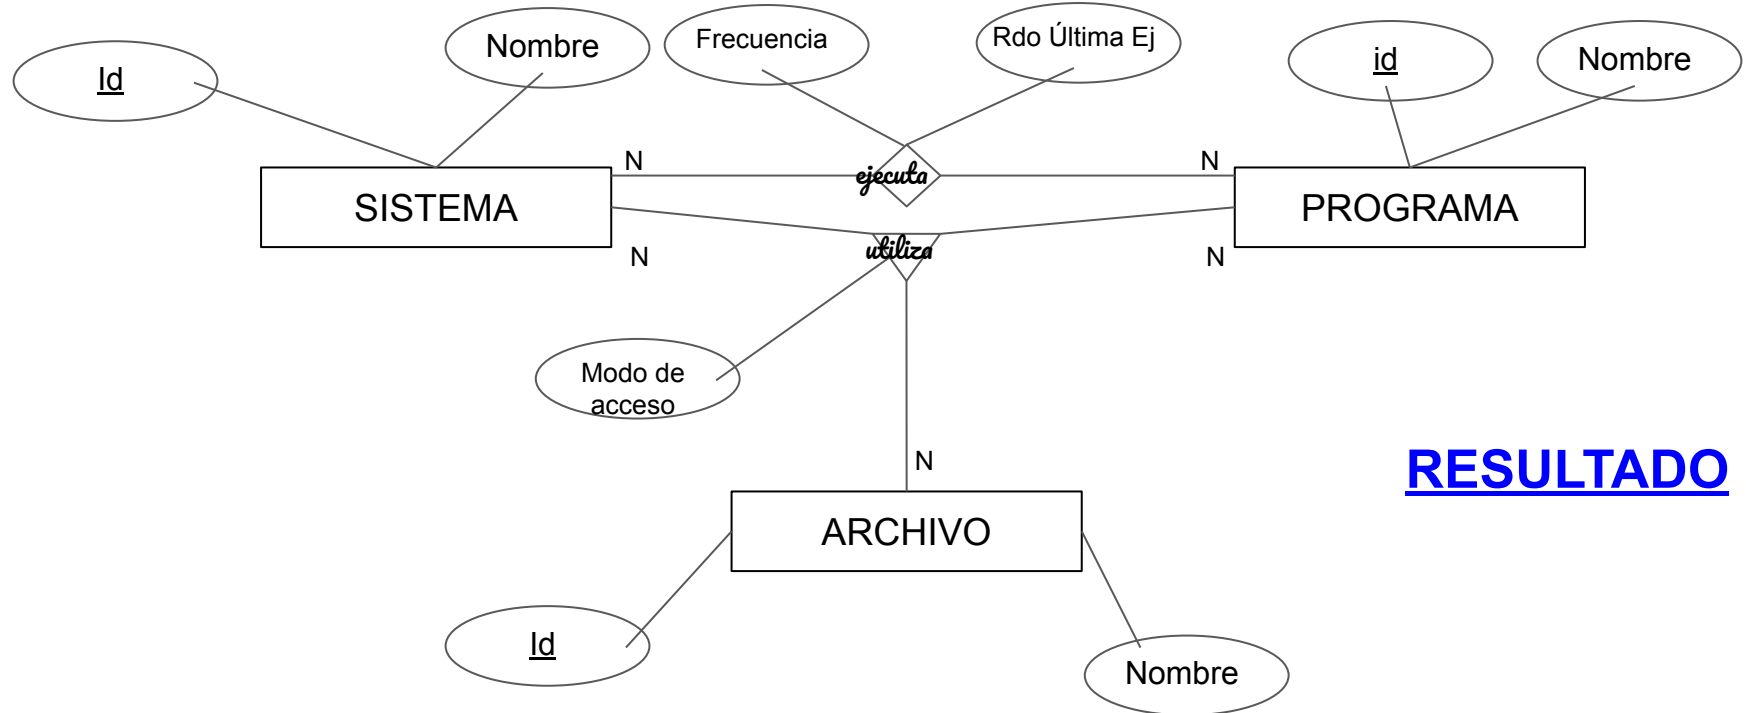 Id
Nombre
Frecuencia
Rdo Última Ej
id
Nombre
N
N
ejecuta
SISTEMA
PROGRAMA
utiliza
N
N
Modo de
acceso
N
RESULTADO
ARCHIVO
Id
Nombre